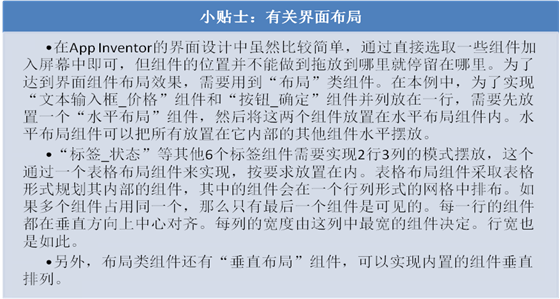 小贴士：有关界面布局
●在App Inventor的界面设计中虽然比较简单，通过直接选取一些组件加
入屏幕中即可，但组件的位置并不能做到拖放到哪里就停留在哪里。为了
达到界面组件布局效果，需要用到“布局”类组件。在本例中，为了实现
“文本输入框_价格”组件和“按钮_确定”组件并列放在一行，需要先放
置一个“水平布局”组件，然后将这两个组件放置在水平布局组件内。水
平布局组件可以把所有放置在它内部的其他组件水平摆放。
●“标签_状态”等其他6个标签组件需要实现2行3列的模式摆放，这个
通过一个表格布局组件来实现，按要求放置在内。表格布局组件采取表格
形式规划其内部的组件，其中的组件会在一个行列形式的网格中排布。如
果多个组件占用同一个，那么只有最后一个组件是可见的。每一行的组件
都在垂直方向上中心对齐。每列的宽度由这列中最宽的组件决定。行宽也
是如此。
●另外，布局类组件还有“垂直布局”组件，可以实现内置的组件垂直
排列。